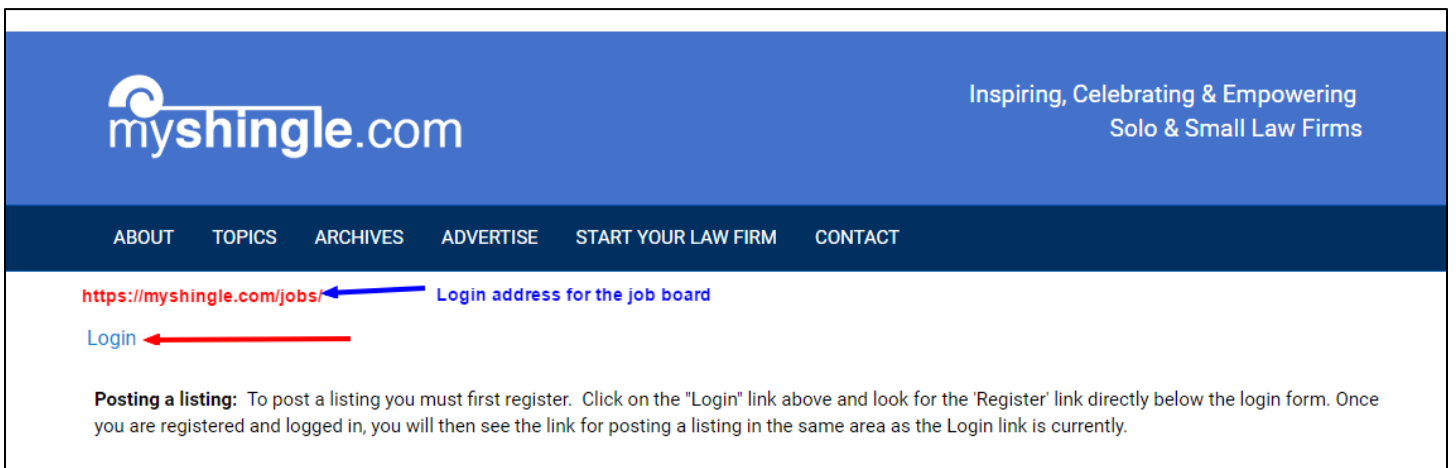 myshingle.com
Inspiring, Celebrating & Empowering
Solo & Small Law Firms
ABOUT TOPICS ARCHIVES ADVERTISE START YOUR LAW FIRM CONTACT
https://myshingle.com/jobs/ Login address for the job board
Login
Posting a listing: To post a listing you must first register. Click on the "Login" link above and look for the 'Register' link directly below the login form. Once
you are registered and logged in, you will then see the link for posting a listing in the same area as the Login link is currently.